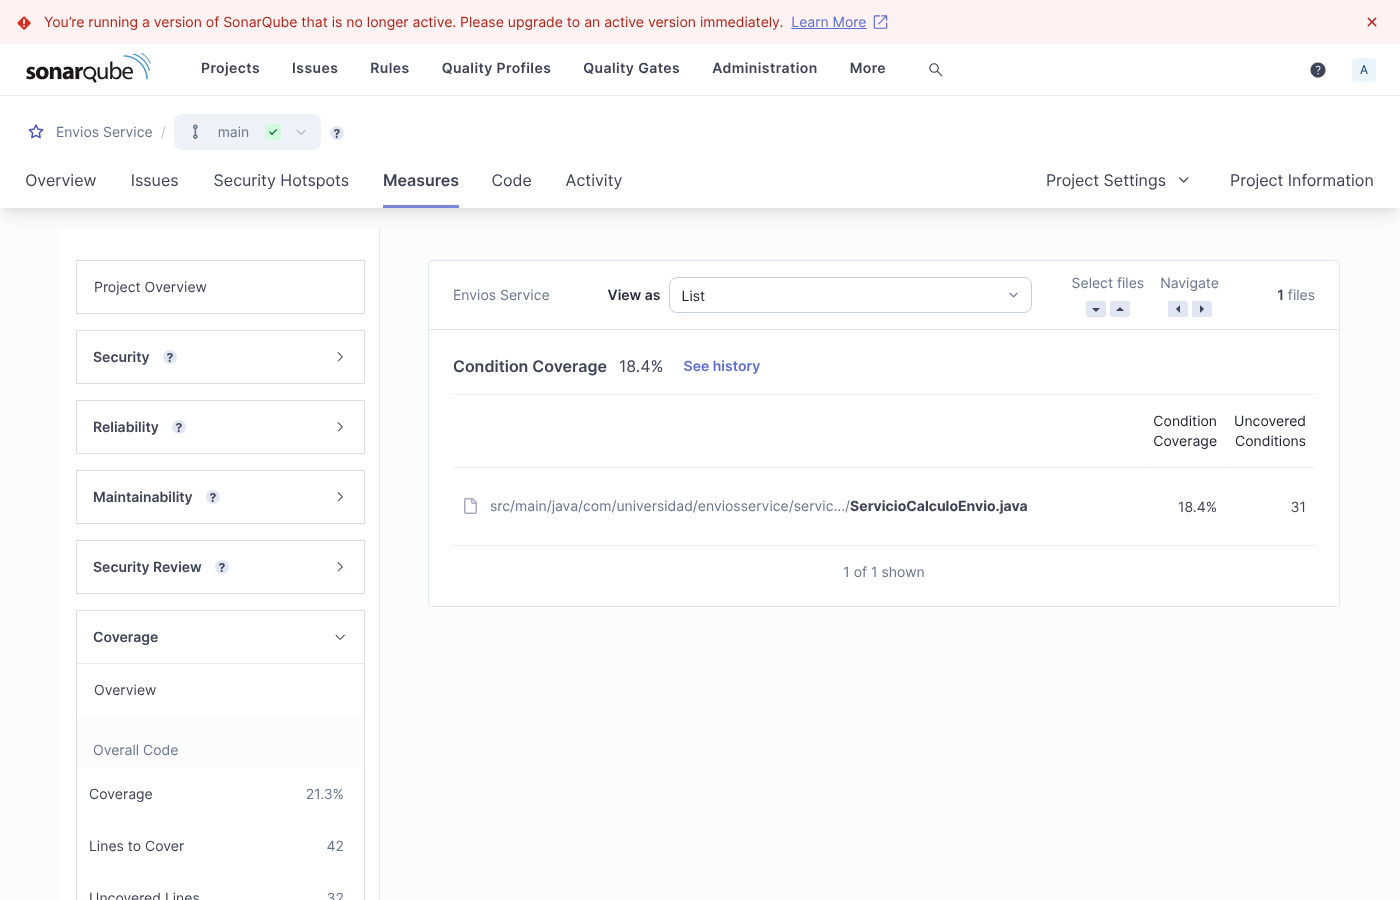 You're running a version of SonarQube that is no longer active. Please upgrade to an active version immediately. Learn More
sonarqube Projects Issues Rules Quality Profiles Quality Gates Administration More ? A
Envios Service / main ?
Overview Issues Security Hotspots Measures Code Activity Project Settings Project Information
Project Overview
Security ?
Reliability ?
Maintainability ?
Security Review ?
Coverage
Overview
Overall Code
Coverage 21.3%
Lines to Cover 42
Uncovered Lines 32
Envios Service View as List Select files Navigate 1 files
Condition Coverage 18.4% See history
Condition Coverage
Uncovered Conditions
src/main/java/com/universidad/enviosservice/servic.../ServicioCalculoEnvio.java 18.4% 31
1 of 1 shown